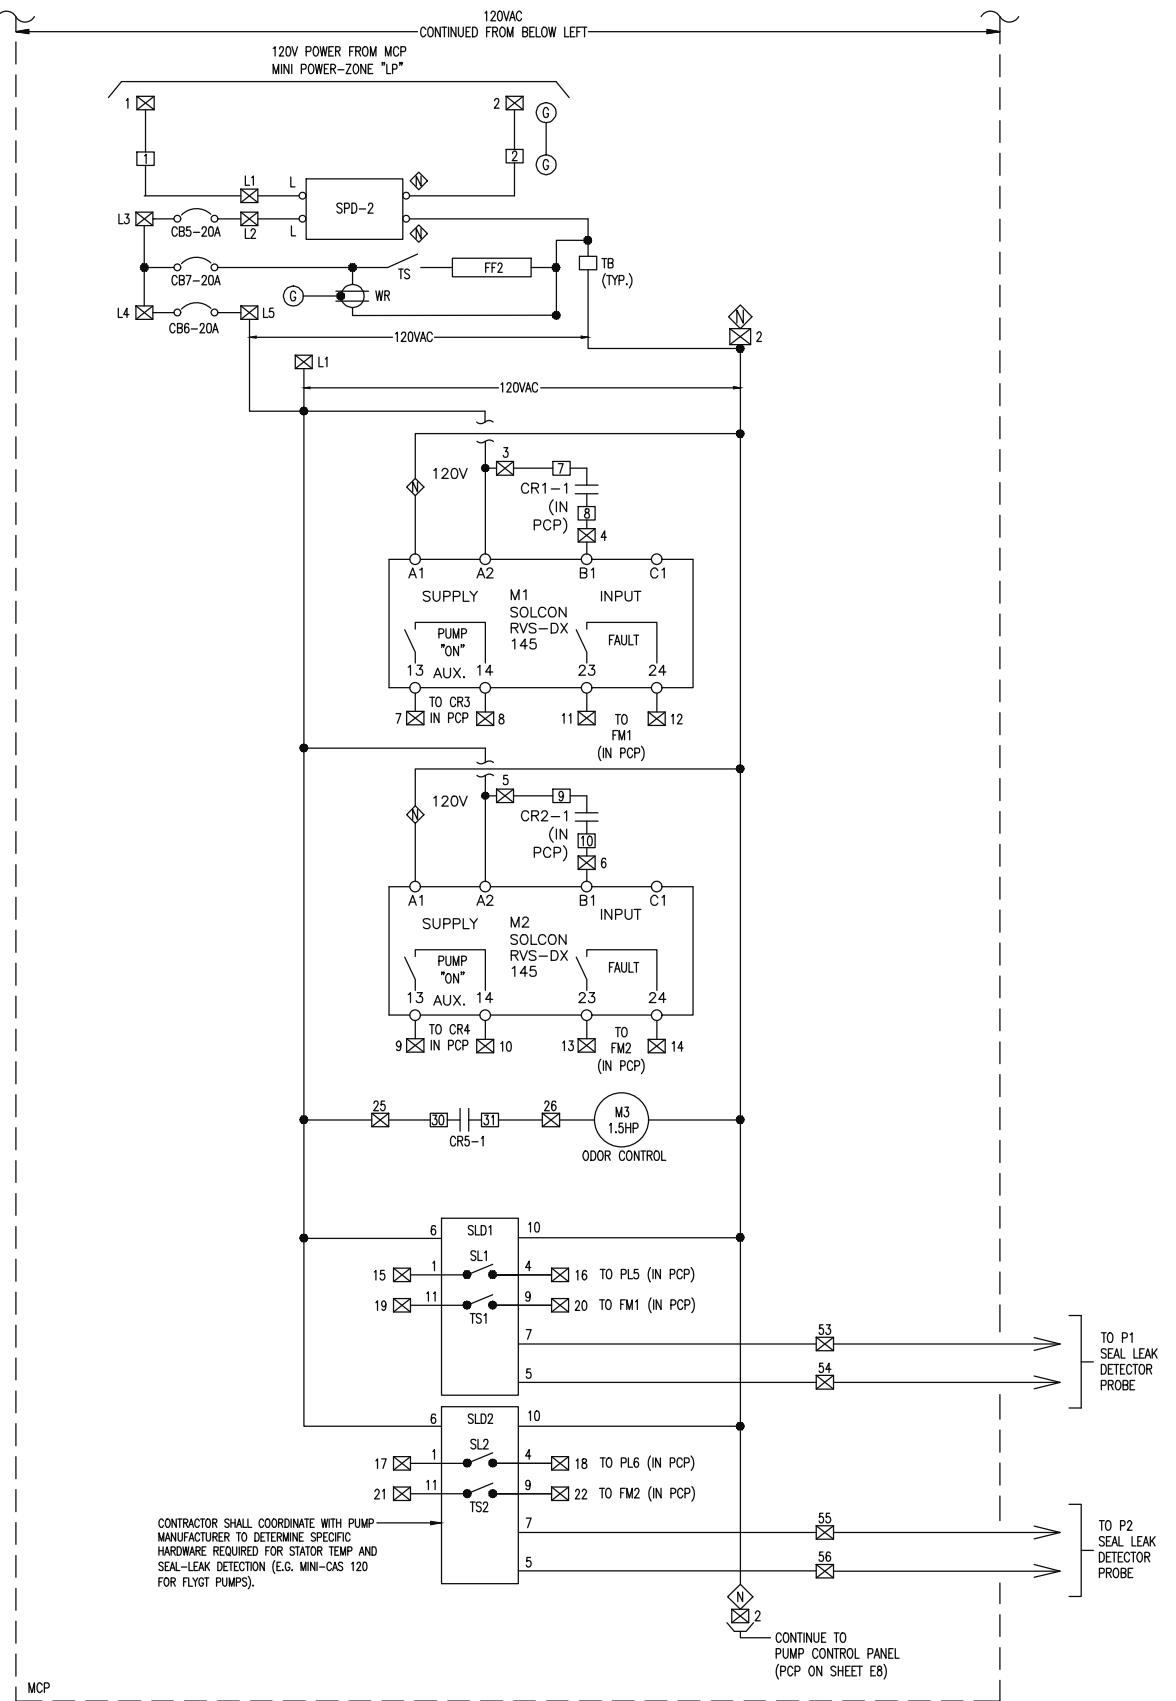 120VAC
CONTINUED FROM BELOW LEFT
120V POWER FROM MCP
MINI POWER-ZONE "LP"
1
2
G
1
2
G
L1
L
N
SPD-2
L3
CB5-20A
L2
L
N
CB7-20A
TS
FF2
TB
(TYP.)
G
WR
L4
CB6-20A
L5
N
2
120VAC
L1
120VAC
3
120V
7
N
CR1-1
(IN
PCP)
8
4
A1
A2
B1
C1
SUPPLY
M1
SOLCON
RVS-DX
145
INPUT
PUMP
"ON"
FAULT
13
AUX.
14
23
24
7
TO CR3
IN PCP
8
11
TO
FM1
(IN PCP)
12
5
120V
9
N
CR2-1
(IN
PCP)
10
6
A1
A2
B1
C1
SUPPLY
M2
SOLCON
RVS-DX
145
INPUT
PUMP
"ON"
FAULT
13
AUX.
14
23
24
9
TO CR4
IN PCP
10
13
TO
FM2
(IN PCP)
14
25
30
31
CR5-1
26
M3
1.5HP
ODOR CONTROL
6
SLD1
10
SL1
15
1
4
16 TO PL5 (IN PCP)
19
11
9
20 TO FM1 (IN PCP)
TS1
7
53
5
54
TO P1
SEAL LEAK
DETECTOR
PROBE
6
SLD2
10
SL2
17
1
4
18 TO PL6 (IN PCP)
21
11
9
22 TO FM2 (IN PCP)
TS2
CONTRACTOR SHALL COORDINATE WITH PUMP
MANUFACTURER TO DETERMINE SPECIFIC
HARDWARE REQUIRED FOR STATOR TEMP AND
SEAL-LEAK DETECTION (E.G. MINI-CAS 120
FOR FLYGT PUMPS).
7
55
5
56
TO P2
SEAL LEAK
DETECTOR
PROBE
N
2
CONTINUE TO
PUMP CONTROL PANEL
(PCP ON SHEET E8)
MCP